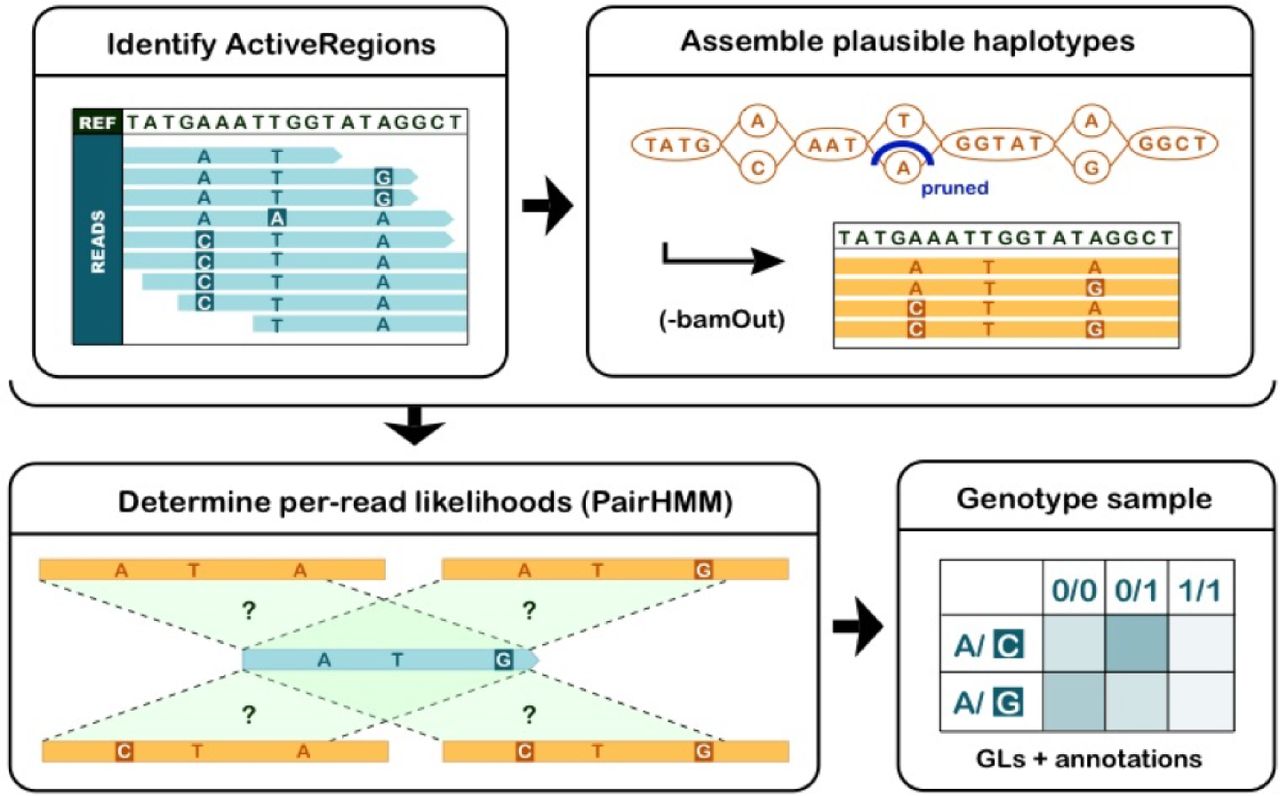 Identify ActiveRegions
REF TATGAAATTGGTATAGGCT
READS
A T
A T G
A T G
A A A
C T A
C T A
C T A
C T A
T A
Assemble plausible haplotypes
A T A
TATG AAT GGTAT GGCT
C A G
pruned
TATGAAATTGGTATAGGCT
A T A
A T G
C T A
C T G
(-bamOut)
Determine per-read likelihoods (PairHMM)
A T A A T G
? ?
A T G
? ?
C T A C T G
Genotype sample
0/0 0/1 1/1
A/ C
A/ G
GLs + annotations